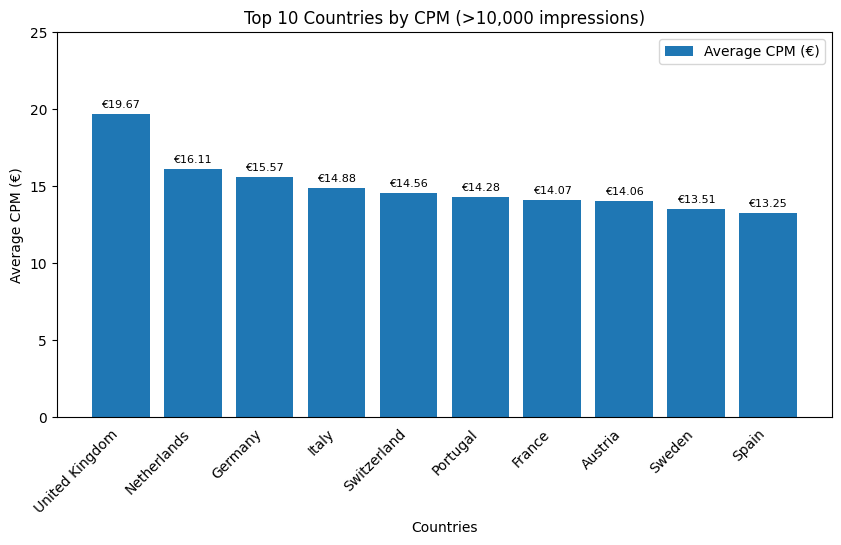 Top 10 Countries by CPM (>10,000 impressions)
Average CPM (€)
25
20
15
10
5
0
Average CPM (€)
€19.67
€16.11
€15.57
€14.88
€14.56
€14.28
€14.07
€14.06
€13.51
€13.25
United Kingdom
Netherlands
Germany
Italy
Switzerland
Portugal
France
Austria
Sweden
Spain
Countries